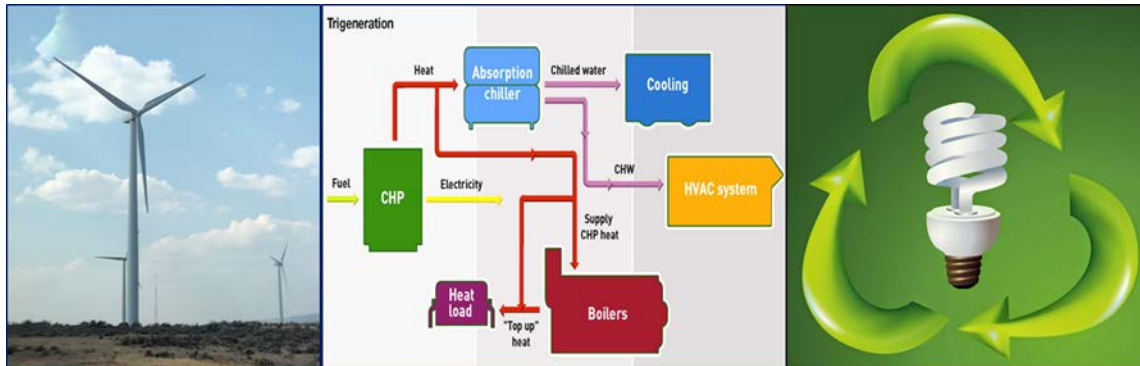 Trigeneration
Heat
Absorption
chiller
Chilled water
Cooling
Fuel
CHP
Electricity
CHW
HVAC system
Supply
CHP heat
Heat
load
"Top up"
heat
Boilers